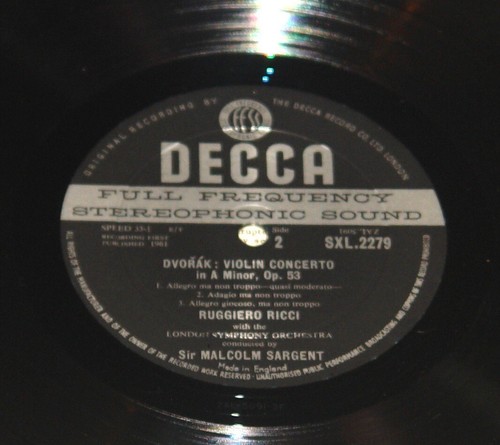 ORIGINAL RECORDING BY THE DECCA RECORD CO. LTD. LONDON
ffss
DECCA
FULL FREQUENCY
STEREOPHONIC SOUND
SPEED 33
RECORDING FIRST
PUBLISHED 1961
Side
2
SXL.2279
DVOŘÁK: VIOLIN CONCERTO
in A Minor, Op. 53
1. Allegro ma non troppo—quasi moderato—
2. Adagio ma non troppo
3. Allegro giocoso, ma non troppo
RUGGIERO RICCI
with the
LONDON SYMPHONY ORCHESTRA
conducted by
Sir MALCOLM SARGENT
Made in England
ALL RIGHTS OF THE MANUFACTURER AND OF THE OWNER OF THE RECORDED WORK RESERVED · UNAUTHORISED PUBLIC PERFORMANCE, BROADCASTING AND COPYING OF THIS RECORD PROHIBITED